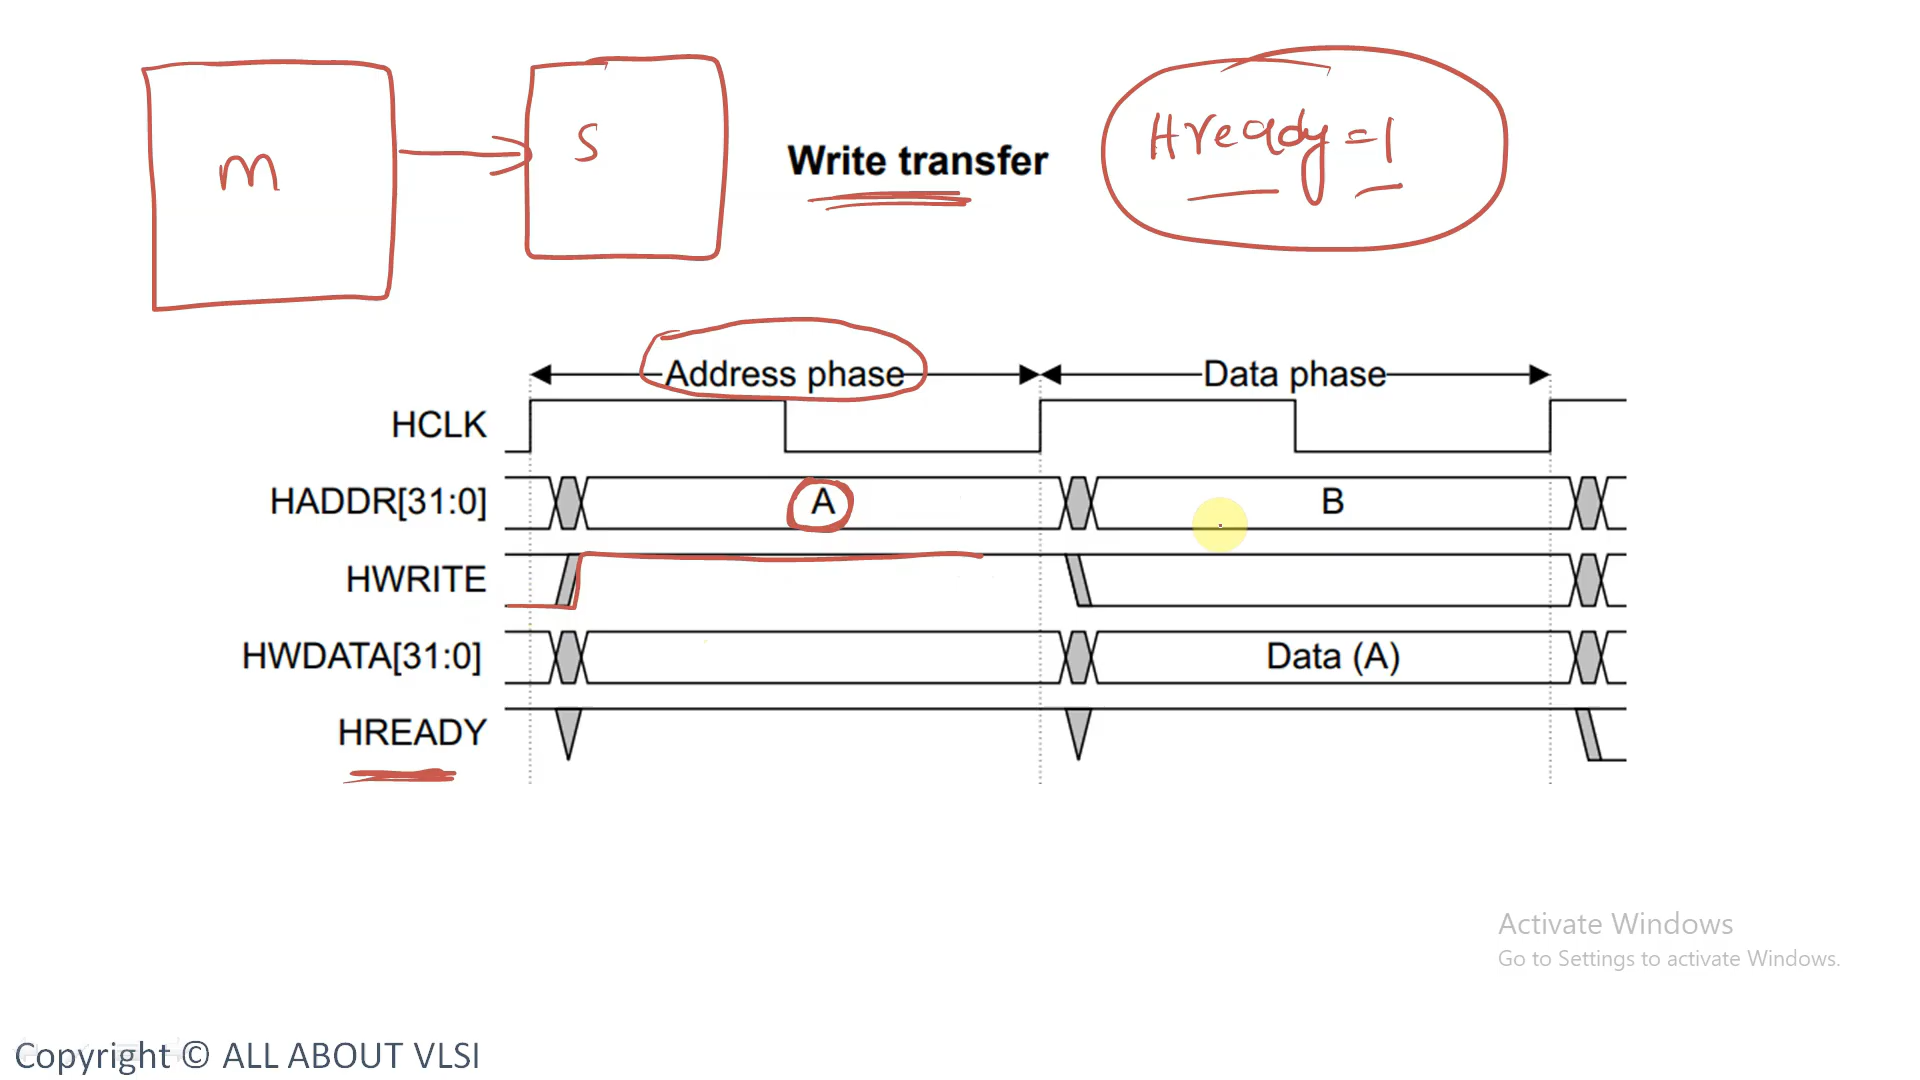 m
S
Write transfer
Hready = 1
Address phase
Data phase
HCLK
HADDR[31:0]
A
B
HWRITE
HWDATA[31:0]
Data (A)
HREADY
Activate Windows
Go to Settings to activate Windows.
Copyright © ALL ABOUT VLSI